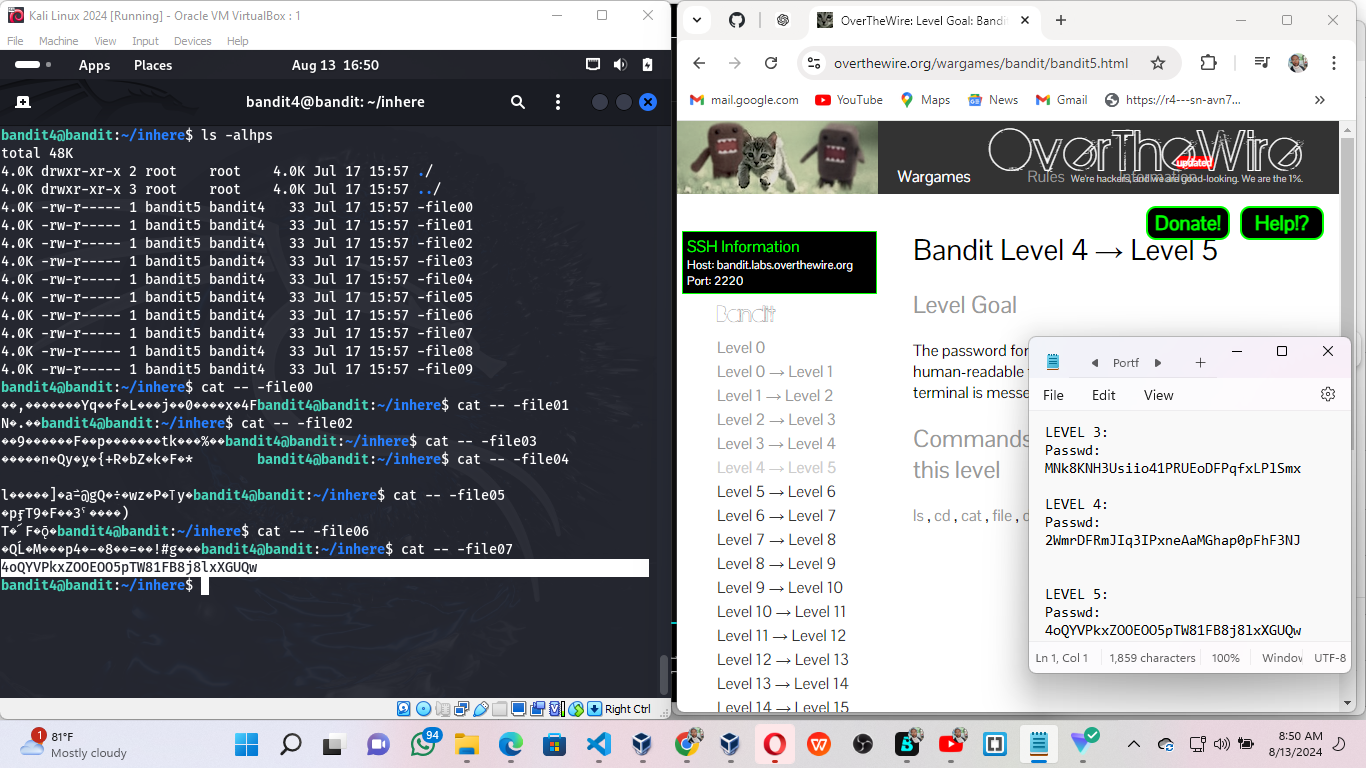 Kali Linux 2024 [Running] - Oracle VM VirtualBox : 1
File Machine View Input Devices Help
Apps Places Aug 13 16:50
bandit4@bandit: ~/inhere
bandit4@bandit:~/inhere$ ls -alhps
total 48K
4.0K drwxr-xr-x 2 root root 4.0K Jul 17 15:57 ./
4.0K drwxr-xr-x 3 root root 4.0K Jul 17 15:57 ../
4.0K -rw-r----- 1 bandit5 bandit4 33 Jul 17 15:57 -file00
4.0K -rw-r----- 1 bandit5 bandit4 33 Jul 17 15:57 -file01
4.0K -rw-r----- 1 bandit5 bandit4 33 Jul 17 15:57 -file02
4.0K -rw-r----- 1 bandit5 bandit4 33 Jul 17 15:57 -file03
4.0K -rw-r----- 1 bandit5 bandit4 33 Jul 17 15:57 -file04
4.0K -rw-r----- 1 bandit5 bandit4 33 Jul 17 15:57 -file05
4.0K -rw-r----- 1 bandit5 bandit4 33 Jul 17 15:57 -file06
4.0K -rw-r----- 1 bandit5 bandit4 33 Jul 17 15:57 -file07
4.0K -rw-r----- 1 bandit5 bandit4 33 Jul 17 15:57 -file08
4.0K -rw-r----- 1 bandit5 bandit4 33 Jul 17 15:57 -file09
bandit4@bandit:~/inhere$ cat -- -file00
��,�������Yq��f�L���j��0����x�4Fbandit4@bandit:~/inhere$ cat -- -file01
N�.��bandit4@bandit:~/inhere$ cat -- -file02
��9������F��p��������tk���%��bandit4@bandit:~/inhere$ cat -- -file03
bandit4@bandit:~/inhere$ cat -- -file04
bandit4@bandit:~/inhere$ cat -- -file05
bandit4@bandit:~/inhere$ cat -- -file06
bandit4@bandit:~/inhere$ cat -- -file07
4oQYVPkxZOOEOO5pTW81FB8j8lxXGUQw
bandit4@bandit:~/inhere$
Right Ctrl
OverTheWire: Level Goal: Bandi
overthewire.org/wargames/bandit/bandit5.html
mail.google.com YouTube Maps News Gmail https://r4---sn-avn7...
OverTheWire
updated
Wargames Rules Information
We're hackers, and we are good-looking. We are the 1%.
Donate! Help!?
SSH Information
Host: bandit.labs.overthewire.org
Port: 2220
Bandit
Level 0
Level 0 → Level 1
Level 1 → Level 2
Level 2 → Level 3
Level 3 → Level 4
Level 4 → Level 5
Level 5 → Level 6
Level 6 → Level 7
Level 7 → Level 8
Level 8 → Level 9
Level 9 → Level 10
Level 10 → Level 11
Level 11 → Level 12
Level 12 → Level 13
Level 13 → Level 14
Level 14 → Level 15
Bandit Level 4 → Level 5
Level Goal
The password for
human-readable
terminal is messe
Commands
this level
ls , cd , cat , file , d
Portf
File Edit View
LEVEL 3:
Passwd:
MNk8KNH3Usiio41PRUEoDFPqfxLPlSmx
LEVEL 4:
Passwd:
2WmrDFRmJIq3IPxneAaMGhap0pFhF3NJ
LEVEL 5:
Passwd:
4oQYVPkxZOOEOO5pTW81FB8j8lxXGUQw
Ln 1, Col 1 1,859 characters 100% Window UTF-8
1 81°F
Mostly cloudy
94
8:50 AM
8/13/2024